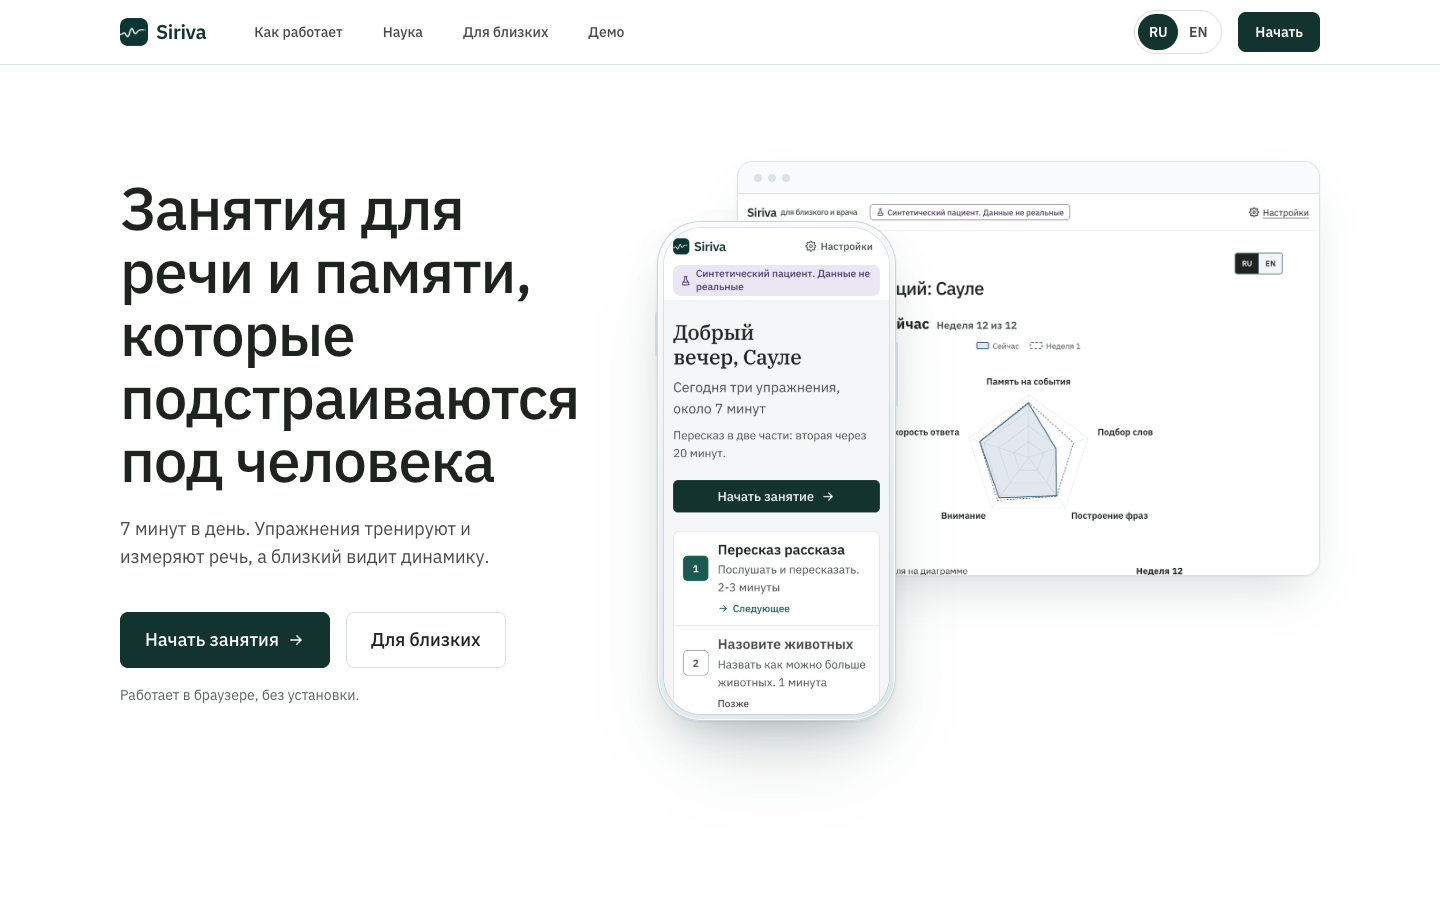 Siriva
Как работает
Наука
Для близких
Демо
RU
EN
Начать
Занятия для
речи и памяти,
которые
подстраиваются
под человека
7 минут в день. Упражнения тренируют и
измеряют речь, а близкий видит динамику.
Начать занятия →
Для близких
Работает в браузере, без установки.
Siriva для близкого и врача
Синтетический пациент. Данные не реальные
Настройки
RU
EN
ций: Сауле
йчас Неделя 12 из 12
Сейчас
Неделя 1
Память на события
корость ответа
Подбор слов
Внимание
Построение фраз
ля на диаграмме
Неделя 12
Siriva
Настройки
Синтетический пациент. Данные не
реальные
Добрый
вечер, Сауле
Сегодня три упражнения,
около 7 минут
Пересказ в две части: вторая через
20 минут.
Начать занятие →
1
Пересказ рассказа
Послушать и пересказать.
2-3 минуты
→ Следующее
2
Назовите животных
Назвать как можно больше
животных. 1 минута
Позже